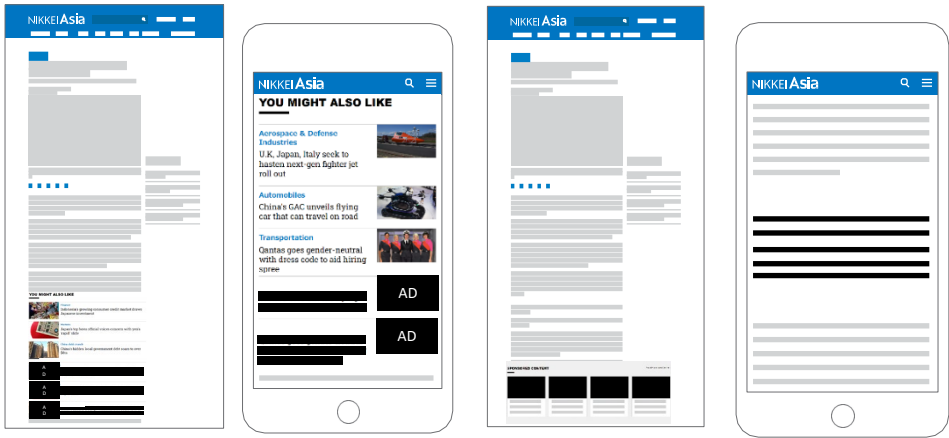 NIKKEI Asia
YOU MIGHT ALSO LIKE
A
D
A
D
A
D
NIKKEI Asia
YOU MIGHT ALSO LIKE
Aerospace & Defense
Industries
U.K, Japan, Italy seek to
hasten next-gen fighter jet
roll out
Automobiles
China's GAC unveils flying
car that can travel on road
Transportation
Qantas goes gender-neutral
with dress code to aid hiring
spree
AD
AD
NIKKEI Asia
SPONSORED CONTENT
NIKKEI Asia